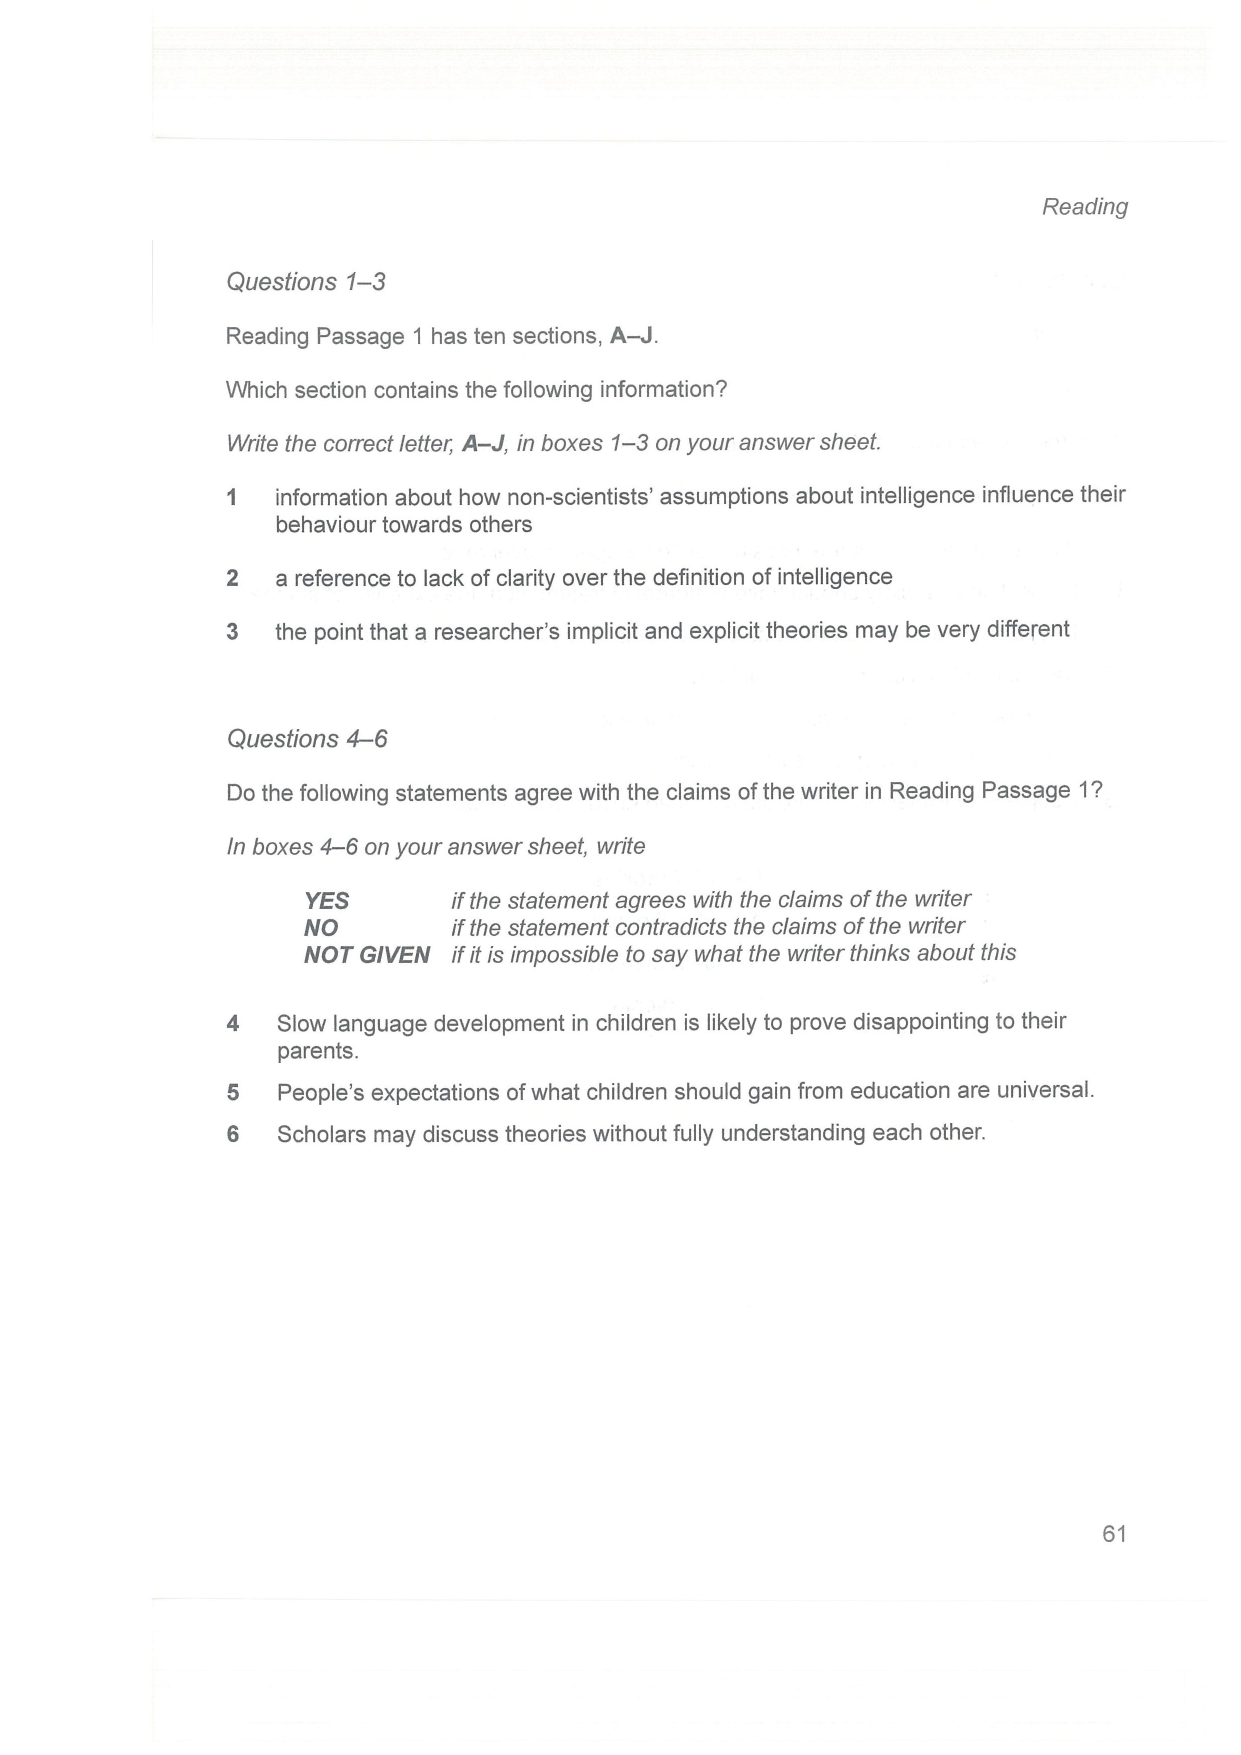 Reading
Questions 1–3
Reading Passage 1 has ten sections, A–J.
Which section contains the following information?
Write the correct letter, A–J, in boxes 1–3 on your answer sheet.
1 information about how non-scientists' assumptions about intelligence influence their
behaviour towards others
2 a reference to lack of clarity over the definition of intelligence
3 the point that a researcher's implicit and explicit theories may be very different
Questions 4–6
Do the following statements agree with the claims of the writer in Reading Passage 1?
In boxes 4–6 on your answer sheet, write
YES if the statement agrees with the claims of the writer
NO if the statement contradicts the claims of the writer
NOT GIVEN if it is impossible to say what the writer thinks about this
4 Slow language development in children is likely to prove disappointing to their
parents.
5 People's expectations of what children should gain from education are universal.
6 Scholars may discuss theories without fully understanding each other.
61